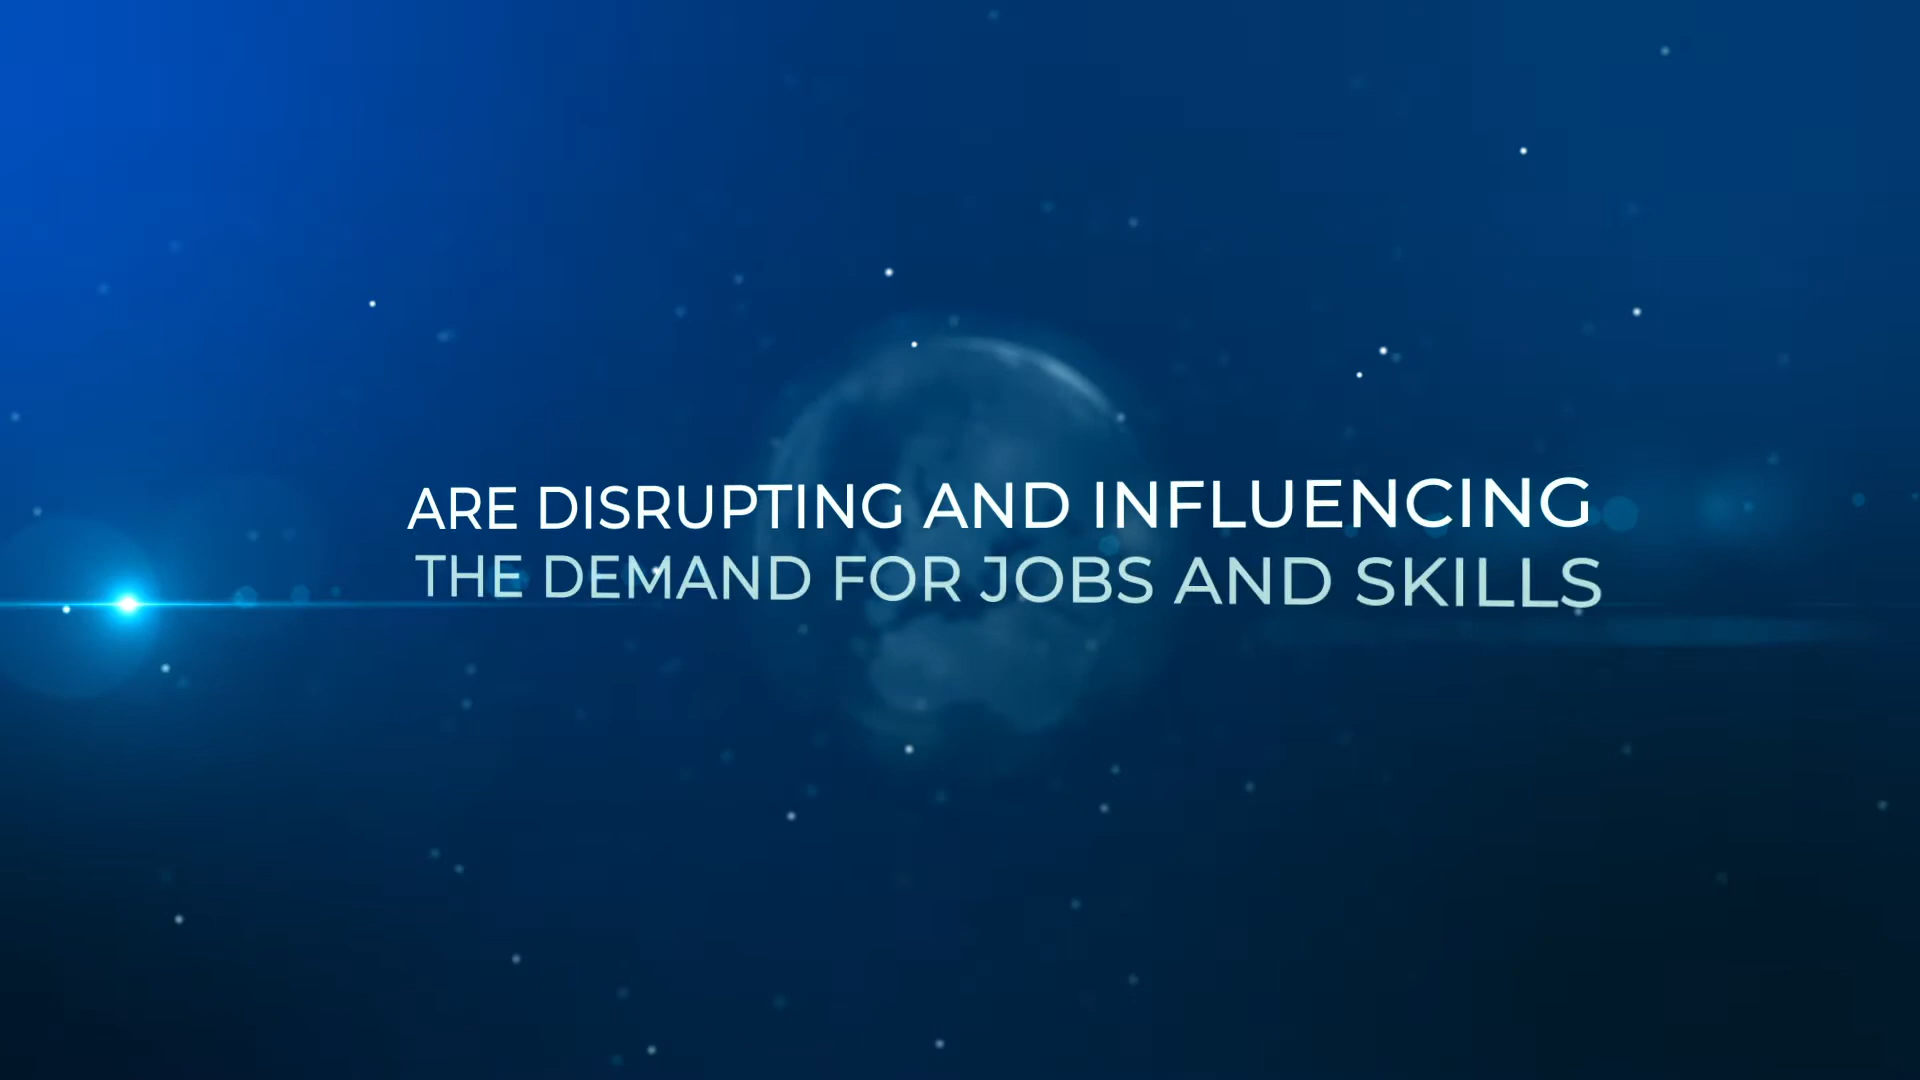 ARE DISRUPTING AND INFLUENCING
THE DEMAND FOR JOBS AND SKILLS